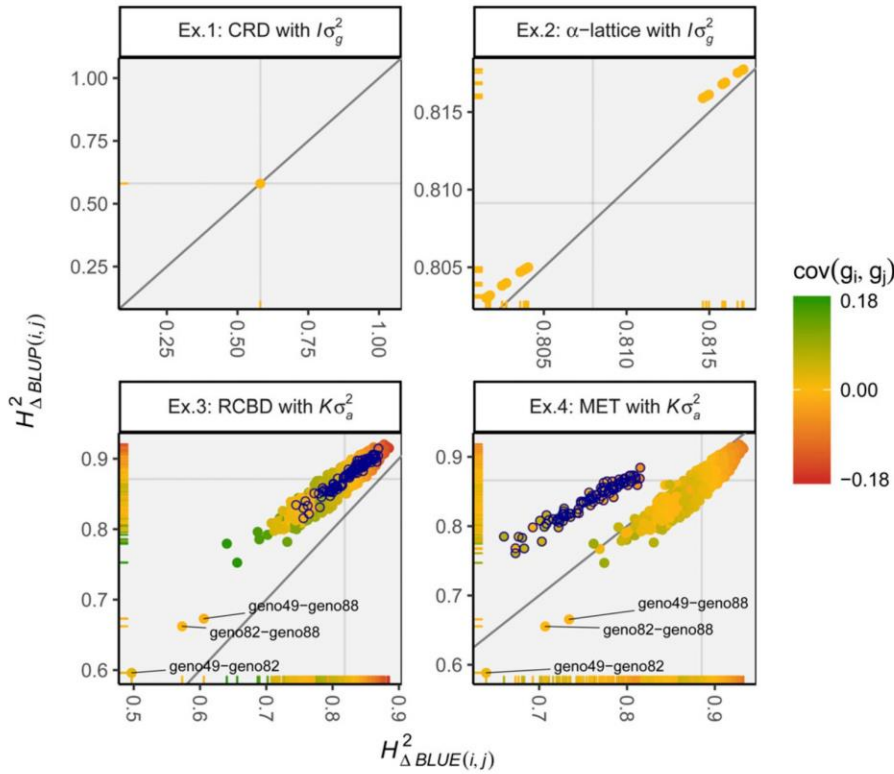 Ex.1: CRD with Iσ²g
Ex.2: α−lattice with Iσ²g
1.00
0.75
0.50
0.25
0.815
0.810
0.805
0.25
0.50
0.75
1.00
0.805
0.810
0.815
cov(gi, gj)
0.18
0.00
−0.18
H²Δ BLUP(i,j)
Ex.3: RCBD with Kσ²a
Ex.4: MET with Kσ²a
0.9
0.8
0.7
0.6
geno49−geno88
geno82−geno88
geno49−geno82
0.9
0.8
0.7
0.6
geno49−geno88
geno82−geno88
geno49−geno82
0.5
0.6
0.7
0.8
0.9
0.7
0.8
0.9
H²Δ BLUE(i,j)